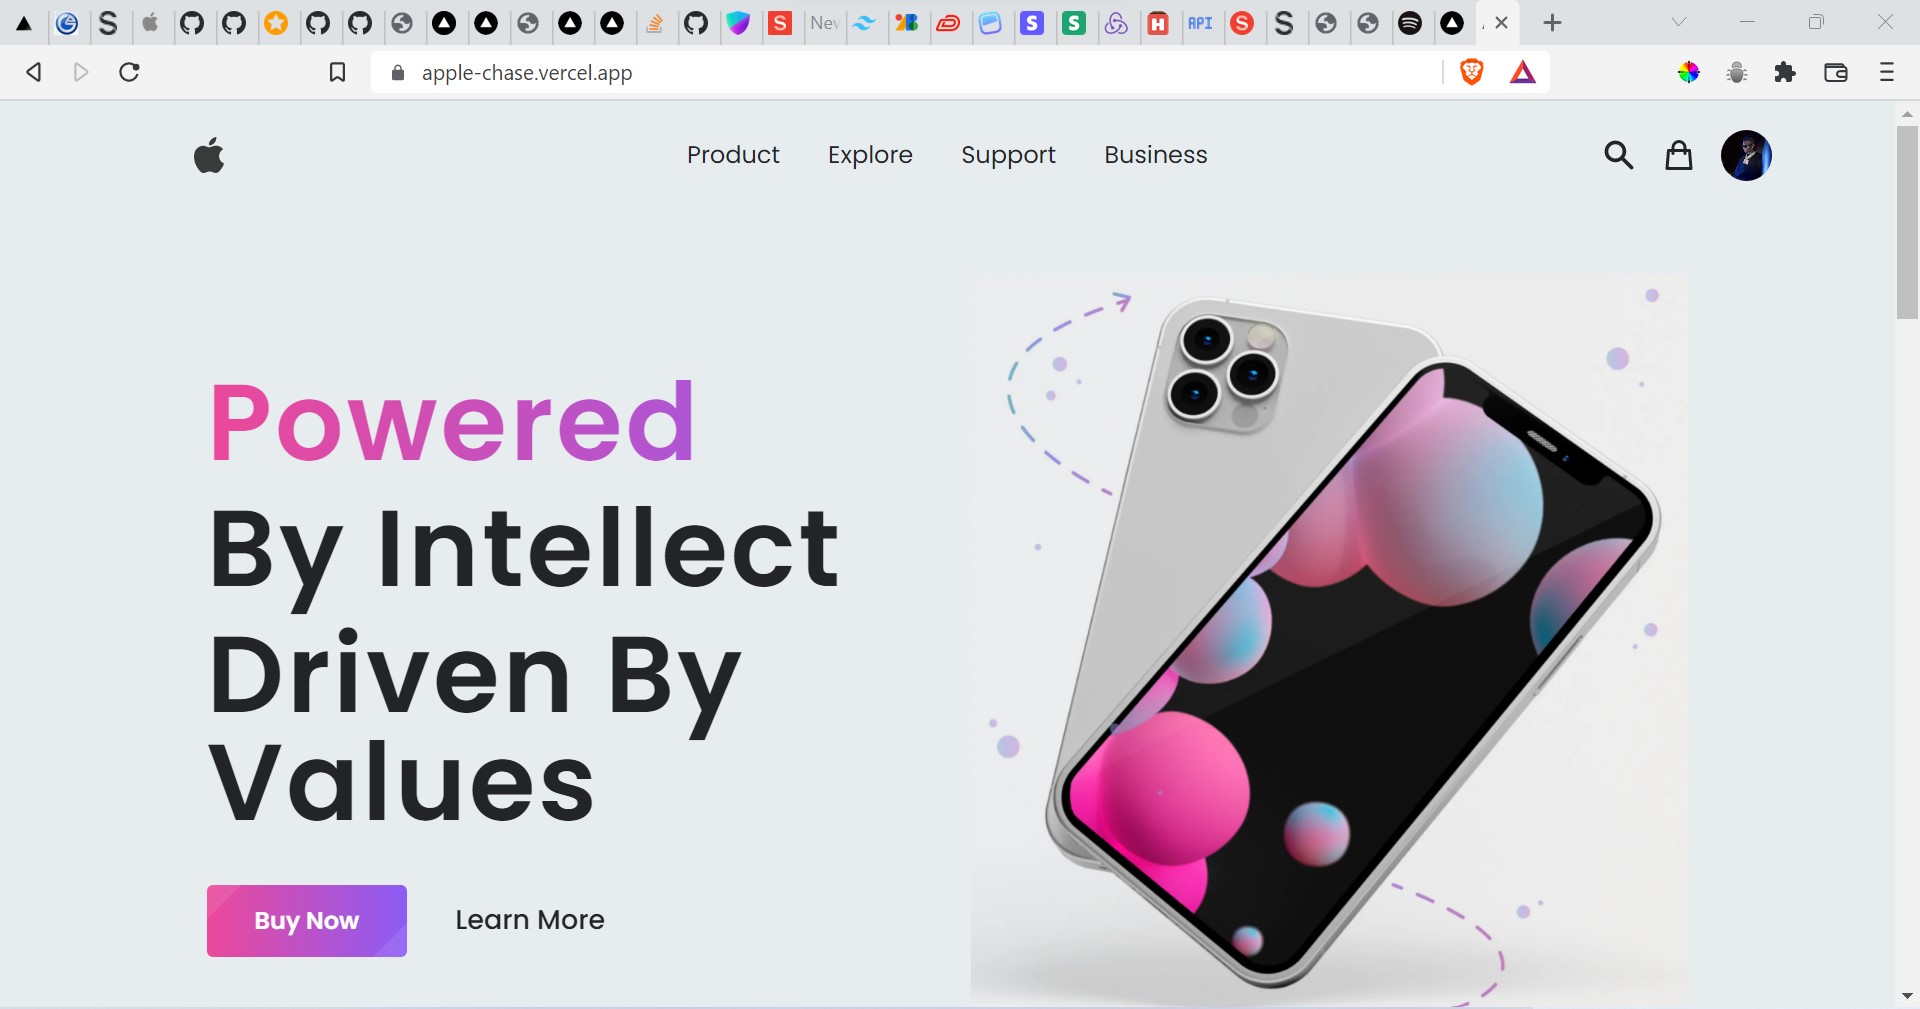 Nev
API
apple-chase.vercel.app
Product Explore Support Business
Powered
By Intellect
Driven By
Values
Buy Now Learn More